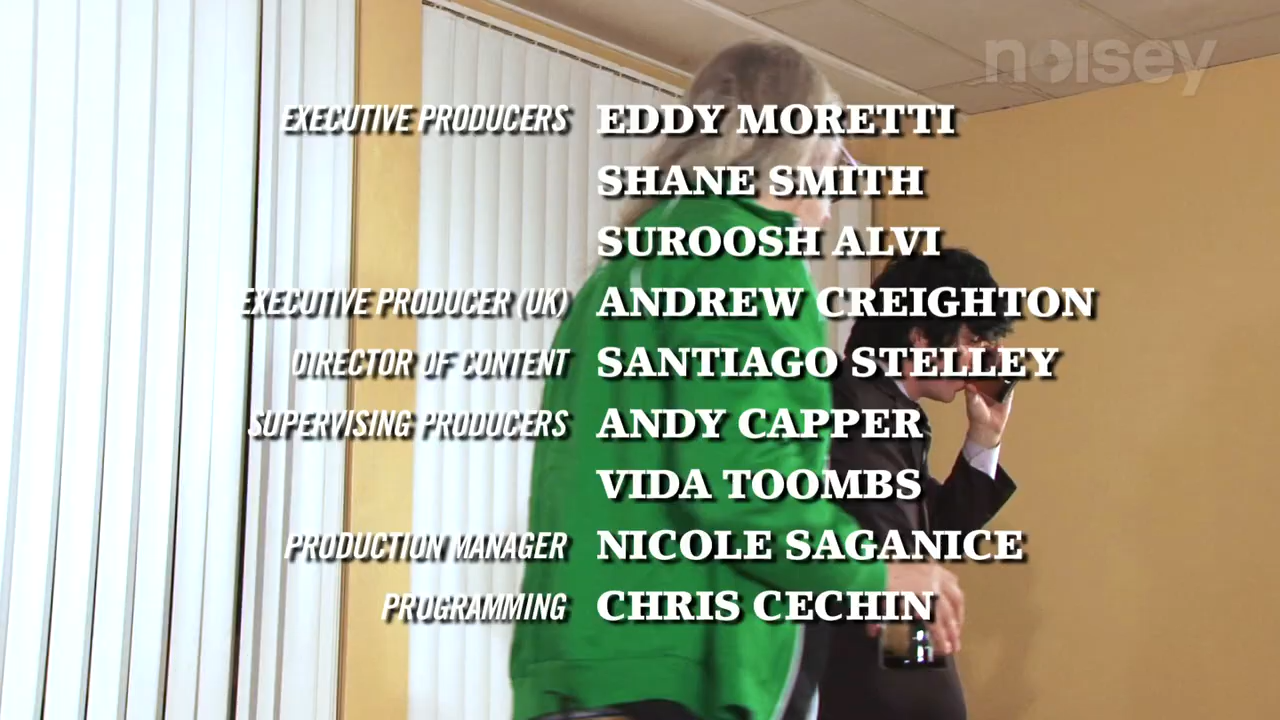 noisey
EXECUTIVE PRODUCERS EDDY MORETTI
SHANE SMITH
SUROOSH ALVI
EXECUTIVE PRODUCER (UK) ANDREW CREIGHTON
DIRECTOR OF CONTENT SANTIAGO STELLEY
SUPERVISING PRODUCERS ANDY CAPPER
VIDA TOOMBS
PRODUCTION MANAGER NICOLE SAGANICE
PROGRAMMING CHRIS CECHIN